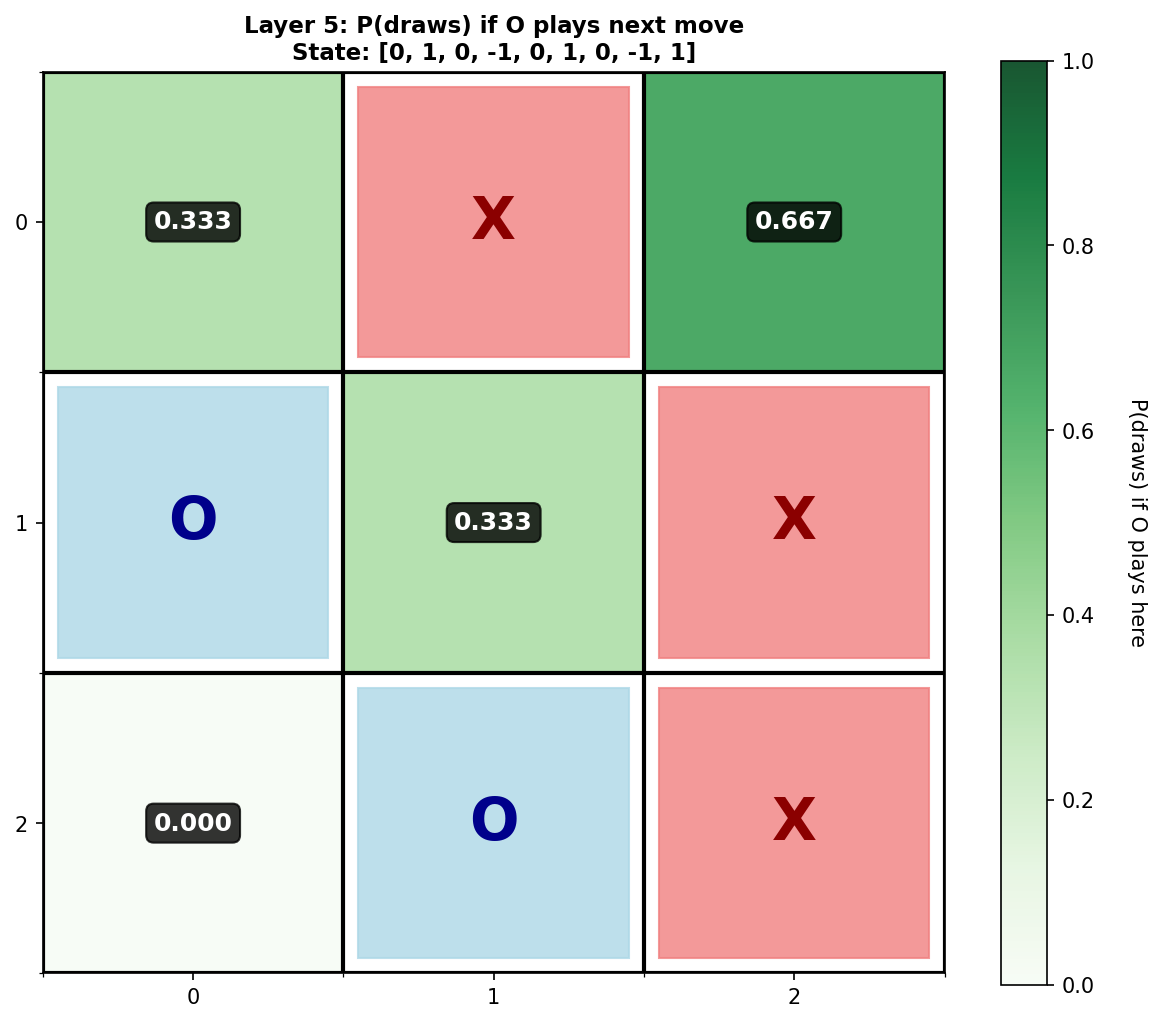 Layer 5: P(draws) if O plays next move
State: [0, 1, 0, -1, 0, 1, 0, -1, 1]
0.333
X
0.667
O
0.333
X
0.000
O
X
0
1
2
0
1
2
1.0
0.8
0.6
0.4
0.2
0.0
P(draws) if O plays here